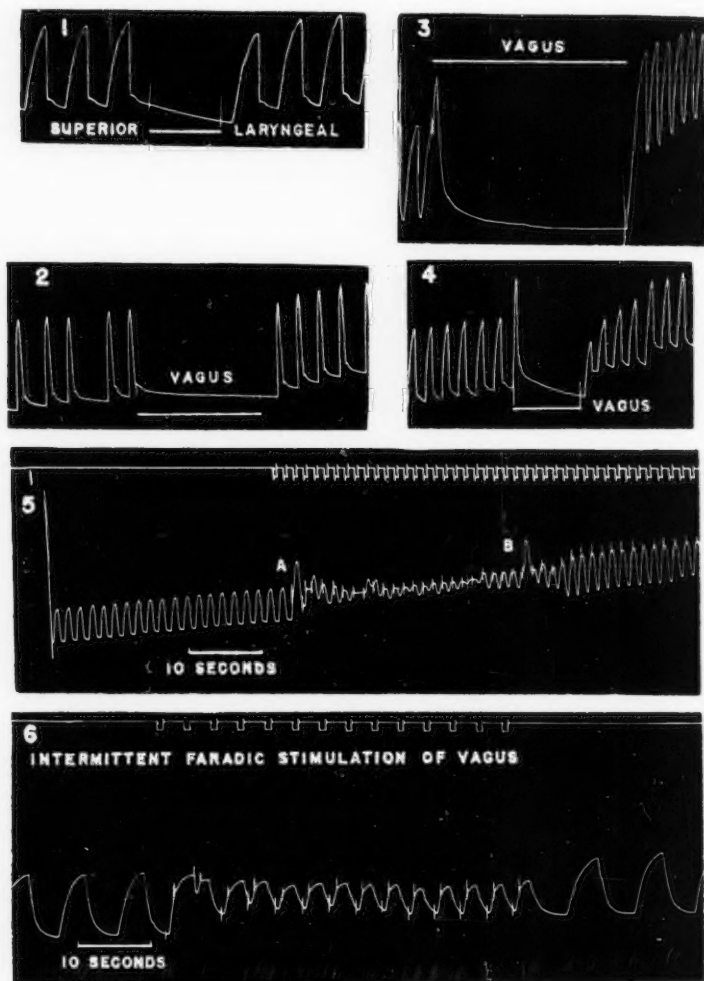 1
SUPERIOR LARYNGEAL
3
VAGUS
2
VAGUS
4
VAGUS
5
A
B
10 SECONDS
6
INTERMITTENT FARADIC STIMULATION OF VAGUS
10 SECONDS